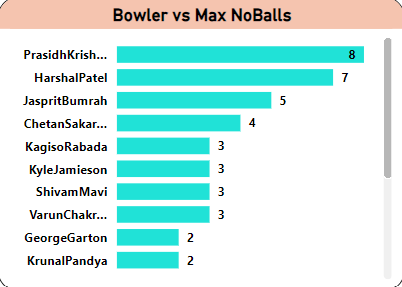 Bowler vs Max NoBalls
PrasidhKrish... 8
HarshalPatel 7
JaspritBumrah 5
ChetanSakar... 4
KagisoRabada 3
KyleJamieson 3
ShivamMavi 3
VarunChakr... 3
GeorgeGarton 2
KrunalPandya 2